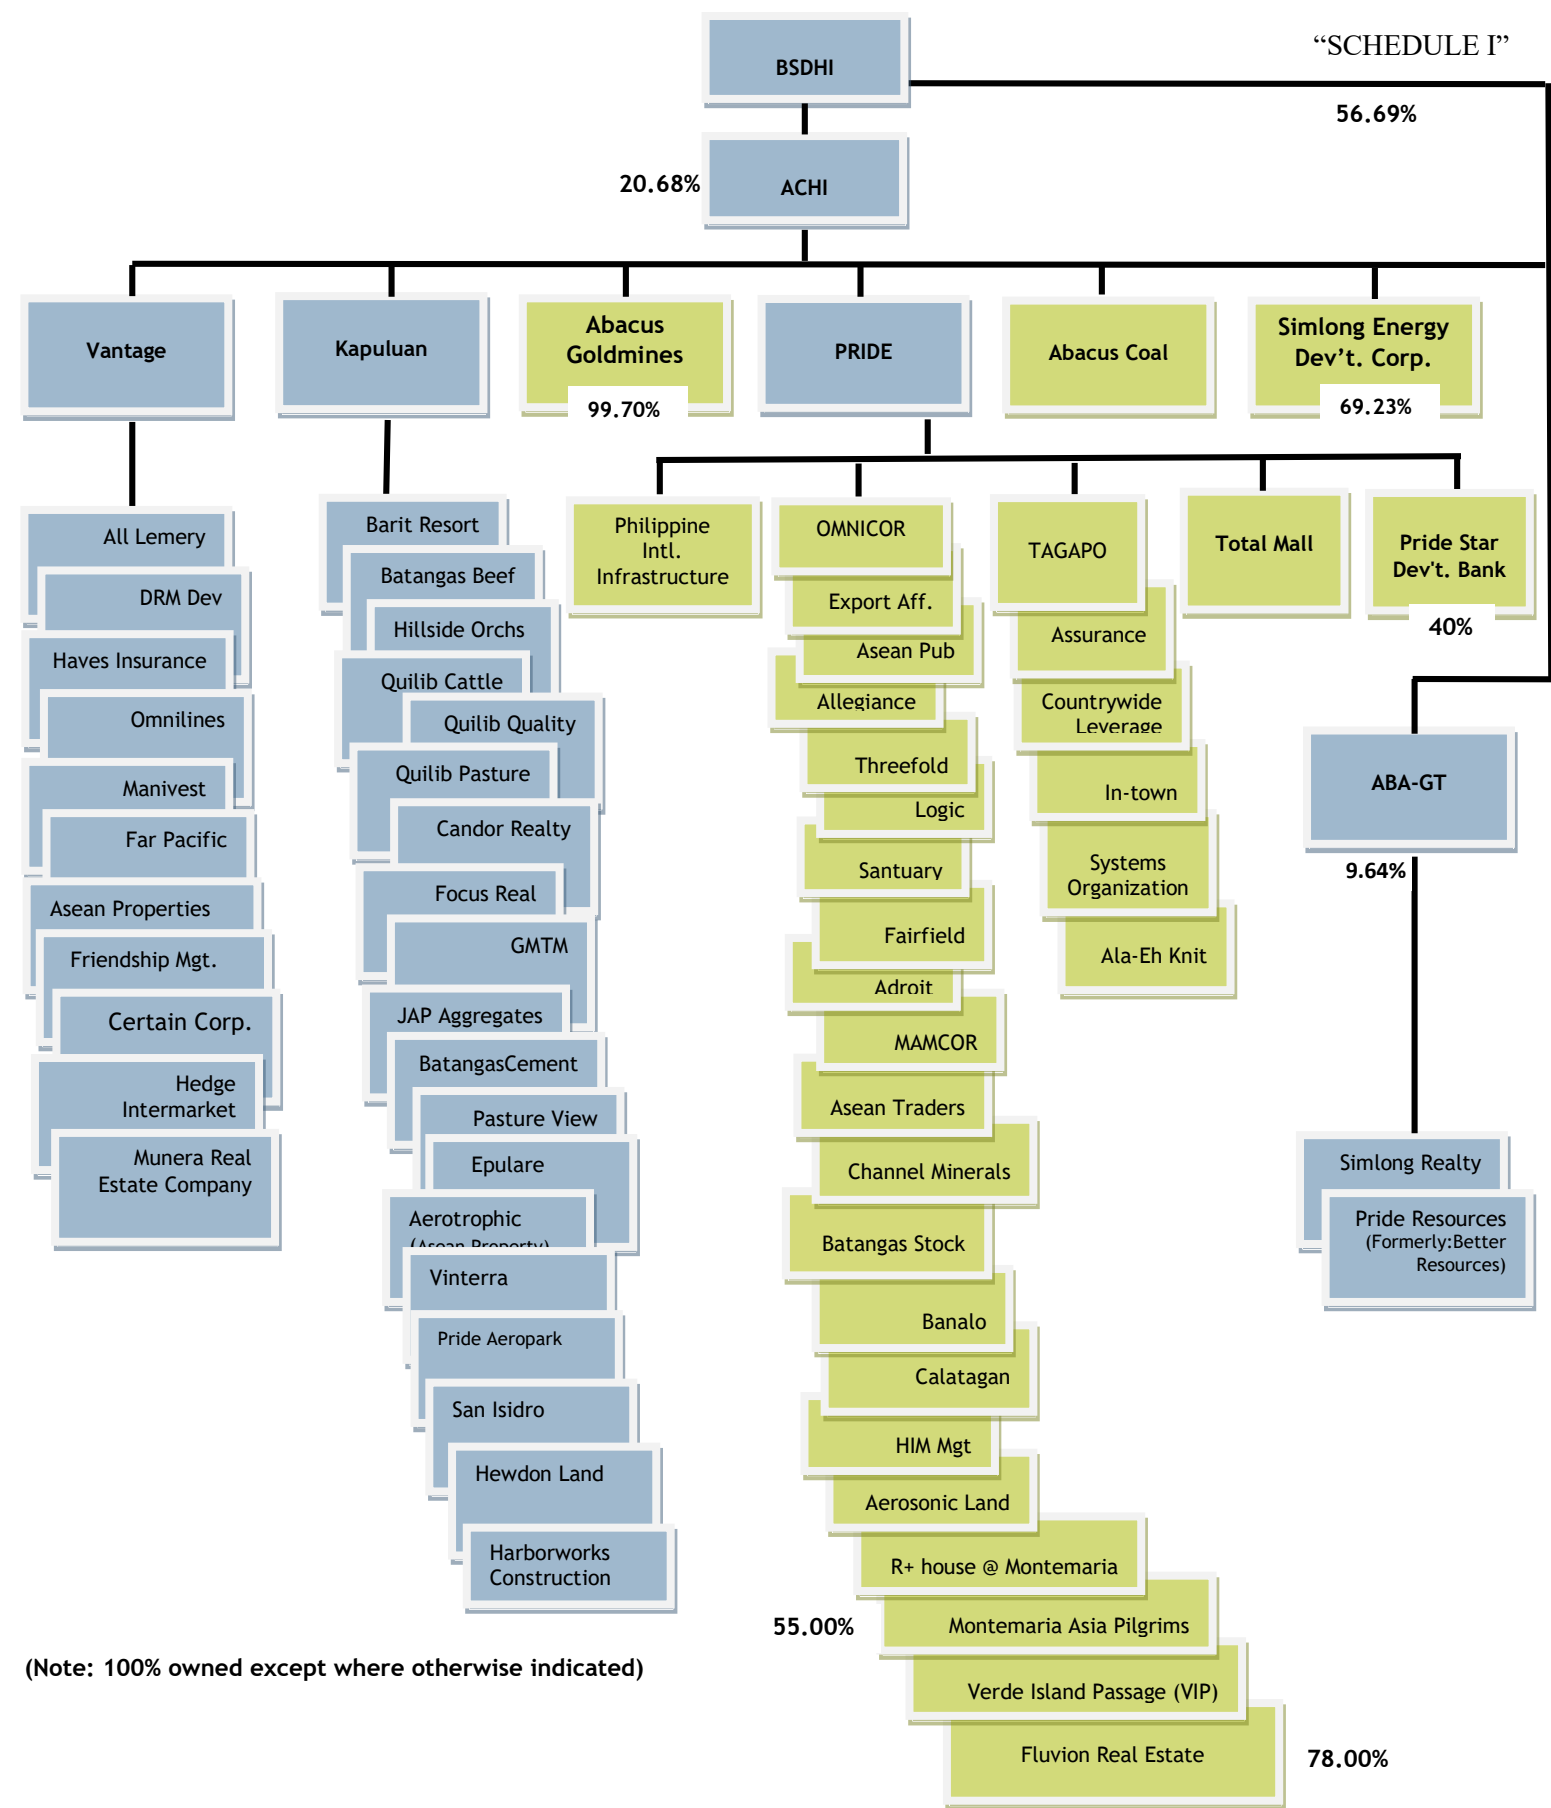 “SCHEDULE I”
BSDHI
56.69%
20.68%
ACHI
Vantage
Kapuluan
Abacus
Goldmines
99.70%
PRIDE
Abacus Coal
Simlong Energy
Dev’t. Corp.
69.23%
All Lemery
DRM Dev
Haves Insurance
Omnilines
Manivest
Far Pacific
Asean Properties
Friendship Mgt.
Certain Corp.
Hedge
Intermarket
Munera Real
Estate Company
Barit Resort
Batangas Beef
Hillside Orchs
Quilib Cattle
Quilib Quality
Quilib Pasture
Candor Realty
Focus Real
GMTM
JAP Aggregates
BatangasCement
Pasture View
Epulare
Aerotrophic
(Asean Property)
Vinterra
Pride Aeropark
San Isidro
Hewdon Land
Harborworks
Construction
Philippine
Intl.
Infrastructure
OMNICOR
Export Aff.
Asean Pub
Allegiance
Threefold
Logic
Santuary
Fairfield
Adroit
MAMCOR
Asean Traders
Channel Minerals
Batangas Stock
Banalo
Calatagan
HIM Mgt
Aerosonic Land
R+ house @ Montemaria
55.00%
Montemaria Asia Pilgrims
Verde Island Passage (VIP)
Fluvion Real Estate
78.00%
TAGAPO
Assurance
Countrywide
Leverage
In-town
Systems
Organization
Ala-Eh Knit
Total Mall
Pride Star
Dev't. Bank
40%
ABA-GT
9.64%
Simlong Realty
Pride Resources
(Formerly:Better
Resources)
(Note: 100% owned except where otherwise indicated)